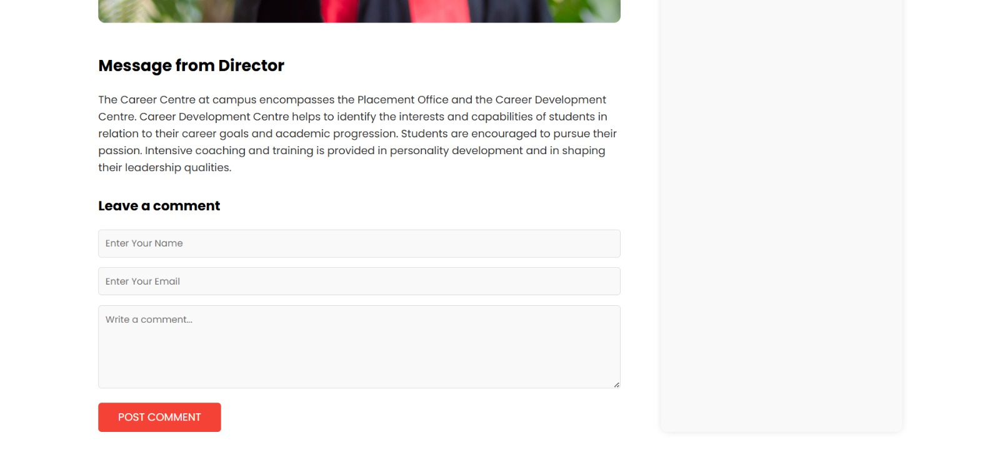 Message from Director
The Career Centre at campus encompasses the Placement Office and the Career Development
Centre. Career Development Centre helps to identify the interests and capabilities of students in
relation to their career goals and academic progression. Students are encouraged to pursue their
passion. Intensive coaching and training is provided in personality development and in shaping
their leadership qualities.
Leave a comment
Enter Your Name
Enter Your Email
Write a comment...
POST COMMENT